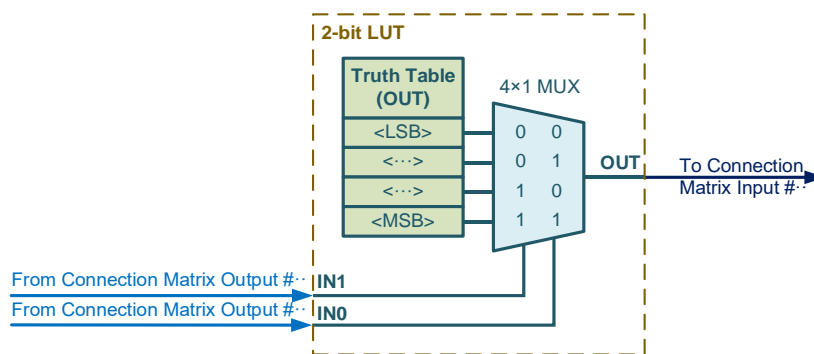 2-bit LUT
Truth Table
(OUT)
4×1 MUX
<LSB>
0 0
<···>
0 1
<···>
1 0
<MSB>
1 1
OUT
To Connection
Matrix Input #··
From Connection Matrix Output #··
IN1
From Connection Matrix Output #··
IN0